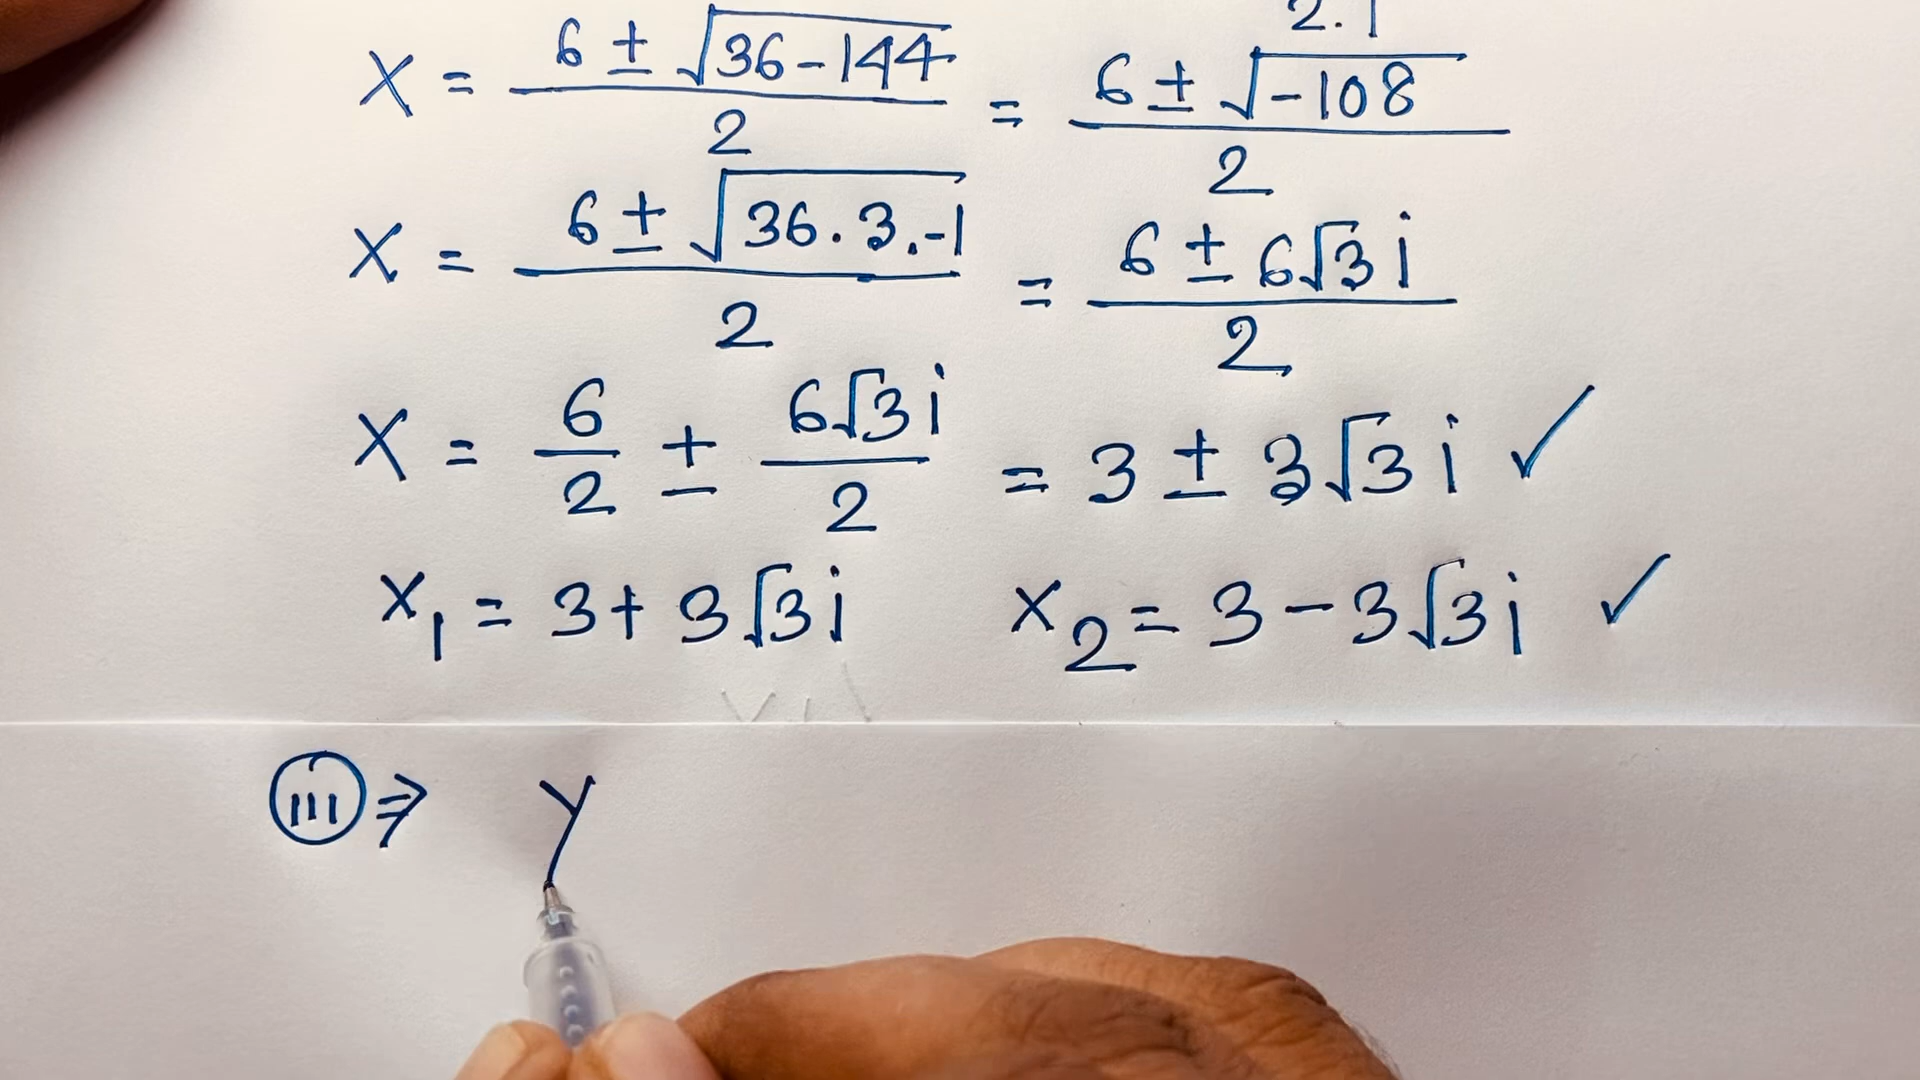 2.1
X = 6 ± √36-144 / 2 = 6 ± √-108 / 2
X = 6 ± √36.3.-1 / 2 = 6 ± 6√3 i / 2
X = 6/2 ± 6√3 i / 2 = 3 ± 3√3 i ✓
x₁ = 3 + 3√3 i x₂ = 3 - 3√3 i ✓
(iii) ⇒ y